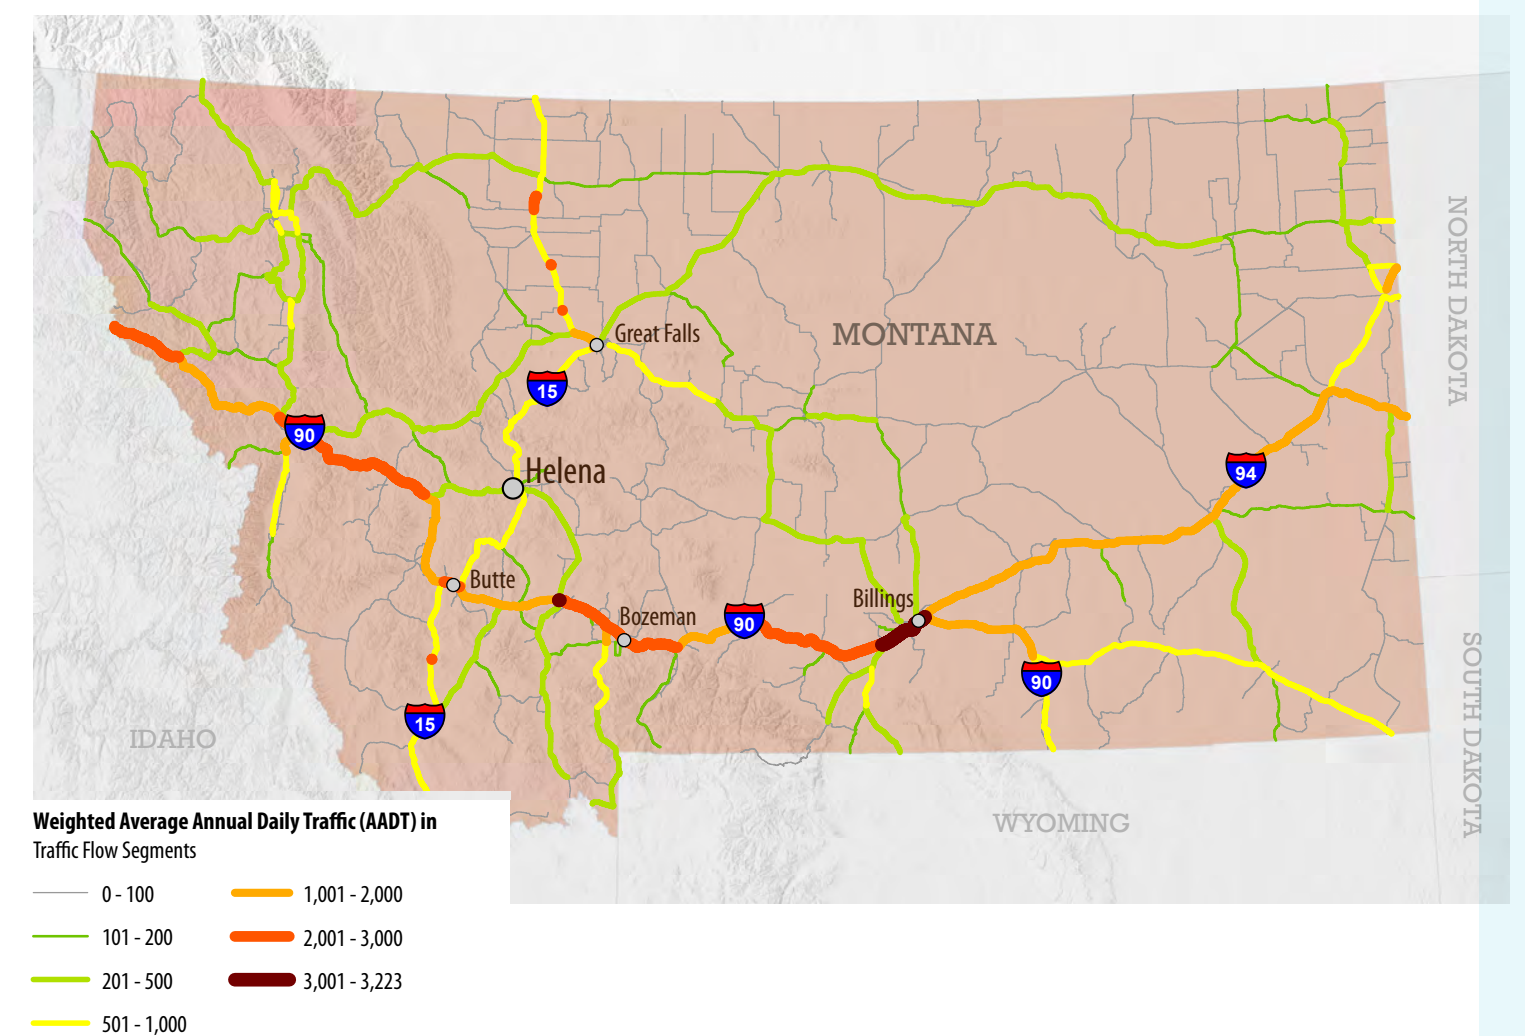 NORTH DAKOTA
Great Falls
MONTANA
15
90
Helena
94
Butte
Billings
Bozeman
90
90
15
IDAHO
SOUTH DAKOTA
WYOMING
Weighted Average Annual Daily Traffic (AADT) in
Traffic Flow Segments
0 - 100
101 - 200
201 - 500
501 - 1,000
1,001 - 2,000
2,001 - 3,000
3,001 - 3,223